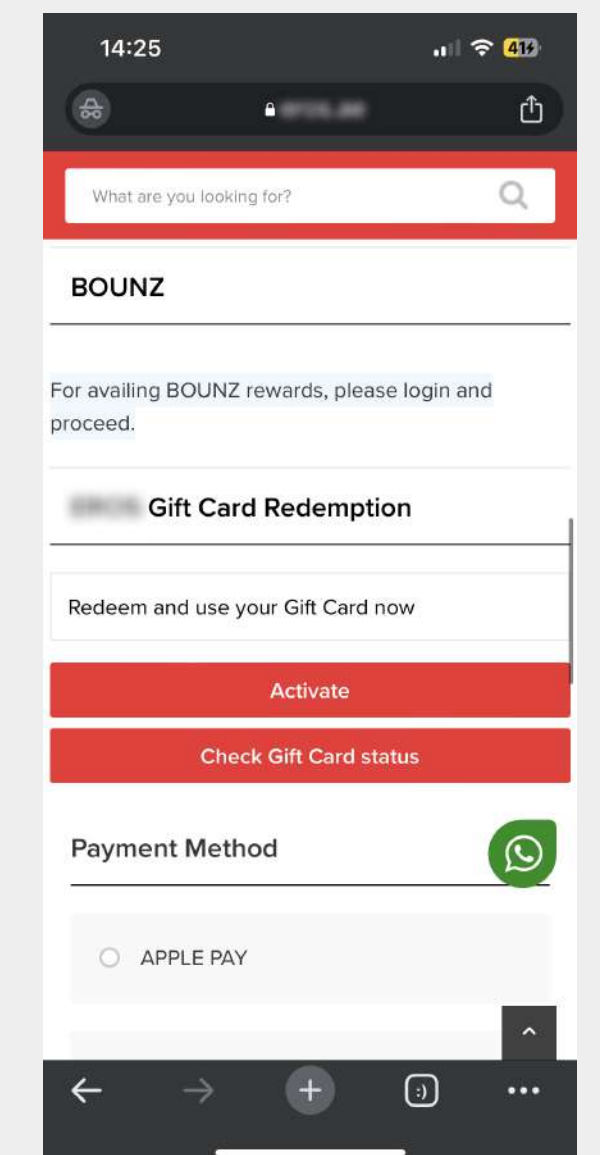 14:25
41
What are you looking for?
BOUNZ
For availing BOUNZ rewards, please login and
proceed.
Gift Card Redemption
Redeem and use your Gift Card now
Activate
Check Gift Card status
Payment Method
APPLE PAY
:)